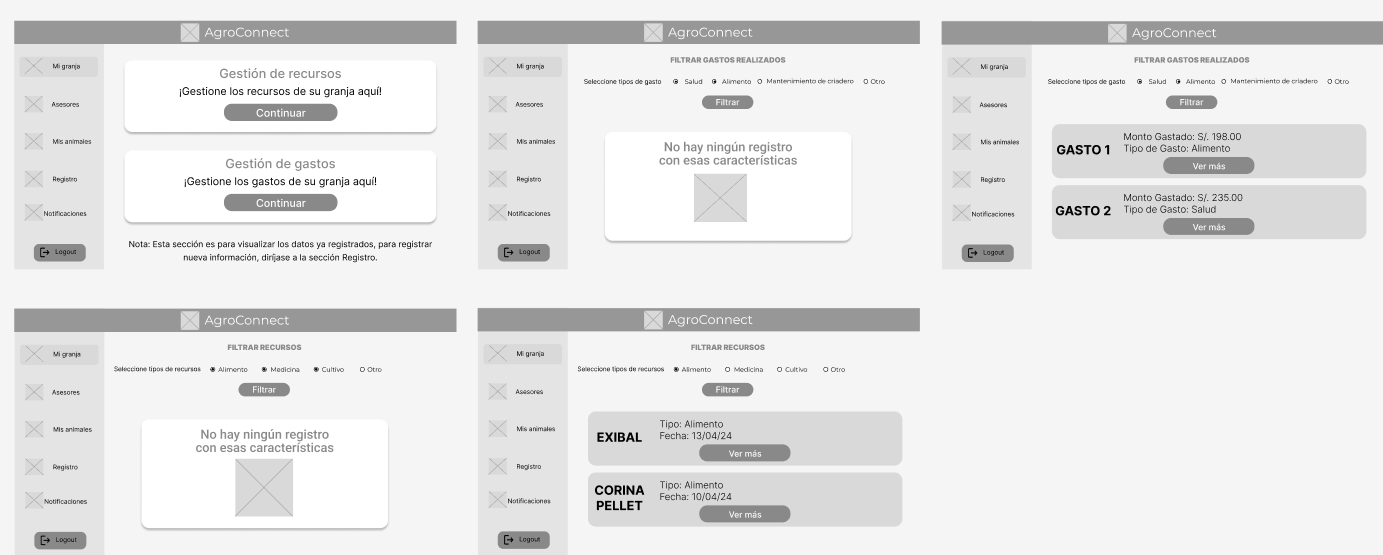 AgroConnect
Mi granja
Asesores
Mis animales
Registro
Notificaciones
Logout
Gestión de recursos
¡Gestione los recursos de su granja aquí!
Continuar
Gestión de gastos
¡Gestione los gastos de su granja aquí!
Continuar
Nota: Esta sección es para visualizar los datos ya registrados, para registrar
nueva información, diríjase a la sección Registro.
AgroConnect
Mi granja
Asesores
Mis animales
Registro
Notificaciones
Logout
FILTRAR GASTOS REALIZADOS
Seleccione tipos de gasto Salud Alimento Mantenimiento de criadero Otro
Filtrar
No hay ningún registro
con esas características
AgroConnect
Mi granja
Asesores
Mis animales
Registro
Notificaciones
Logout
FILTRAR GASTOS REALIZADOS
Seleccione tipos de gasto Salud Alimento Mantenimiento de criadero Otro
Filtrar
GASTO 1
Monto Gastado: S/. 198.00
Tipo de Gasto: Alimento
Ver más
GASTO 2
Monto Gastado: S/. 235.00
Tipo de Gasto: Salud
Ver más
AgroConnect
Mi granja
Asesores
Mis animales
Registro
Notificaciones
Logout
FILTRAR RECURSOS
Seleccione tipos de recursos Alimento Medicina Cultivo Otro
Filtrar
No hay ningún registro
con esas características
AgroConnect
Mi granja
Asesores
Mis animales
Registro
Notificaciones
Logout
FILTRAR RECURSOS
Seleccione tipos de recursos Alimento Medicina Cultivo Otro
Filtrar
EXIBAL
Tipo: Alimento
Fecha: 13/04/24
Ver más
CORINA
PELLET
Tipo: Alimento
Fecha: 10/04/24
Ver más